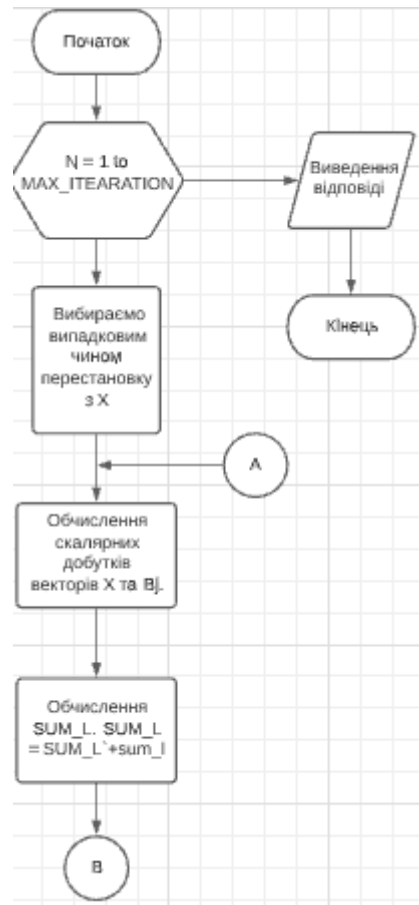 Початок
N = 1 to
MAX_ITEARATION
Виведення
відповіді
Кінець
Вибираємо
випадковим
чином
перестановку
з X
A
Обчислення
скалярних
добутків
векторів X та Bj.
Обчислення
SUM_L. SUM_L
= SUM_L`+sum_l
B